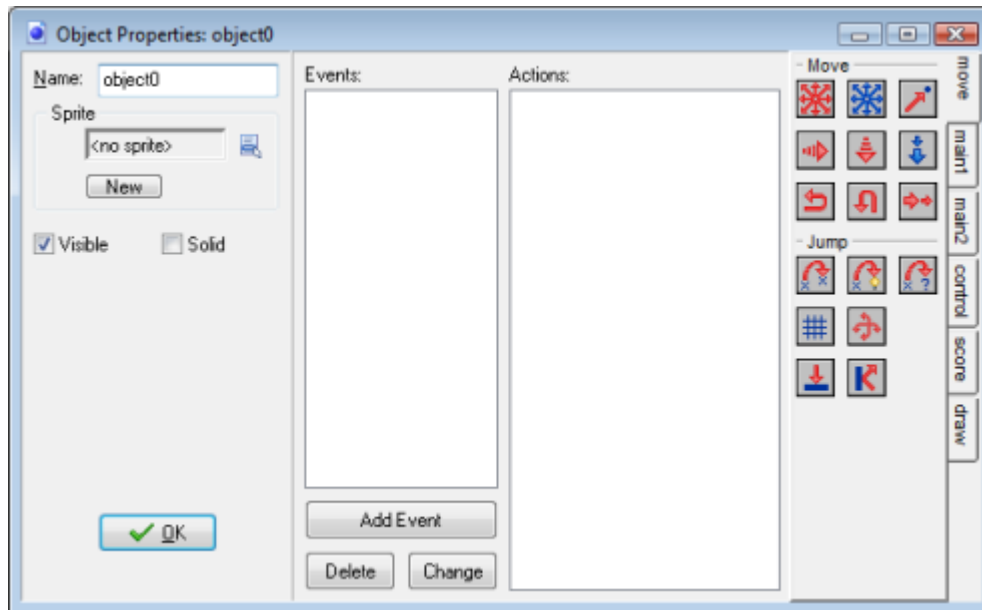 Object Properties: object0
Name: object0
Sprite
<no sprite>
New
Visible
Solid
OK
Events:
Add Event
Delete
Change
Actions:
Move
Jump
move
main1
main2
control
score
draw